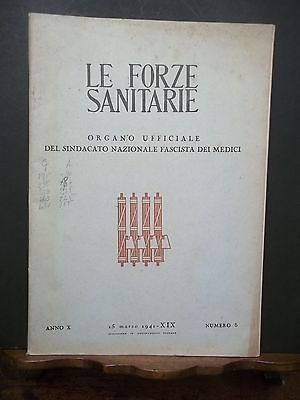 LE FORZE
SANITARIE
ORGANO UFFICIALE
DEL SINDACATO NAZIONALE FASCISTA DEI MEDICI
ANNO X
15 marzo 1941-XIX
NUMERO 5